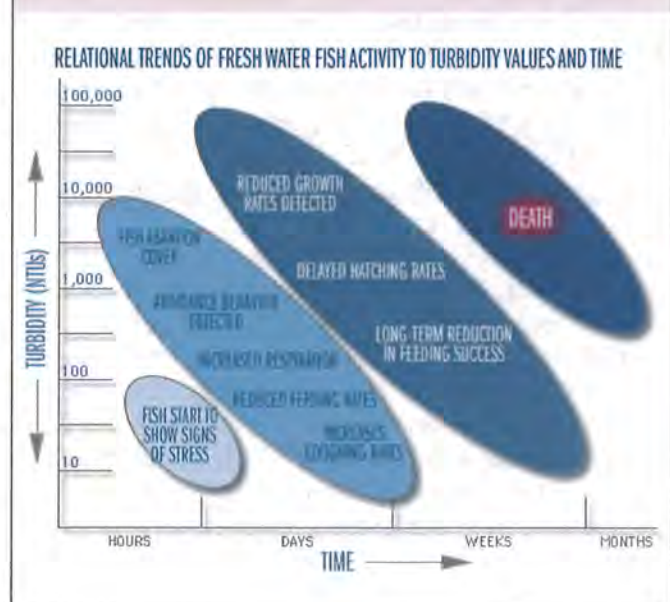 RELATIONAL TRENDS OF FRESH WATER FISH ACTIVITY TO TURBIDITY VALUES AND TIME
100,000
10,000
1,000
100
10
TURBIDITY (NTUs)
REDUCED GROWTH
RATES DETECTED
DEATH
FISH ABANDON
COVER
DELAYED HATCHING RATES
AVOIDANCE BEHAVIOR
DETECTED
LONG-TERM REDUCTION
IN FEEDING SUCCESS
INCREASED RESPIRATION
REDUCED FEEDING RATES
FISH START TO
SHOW SIGNS
OF STRESS
INCREASES
COUGHING RATES
HOURS
DAYS
WEEKS
MONTHS
TIME